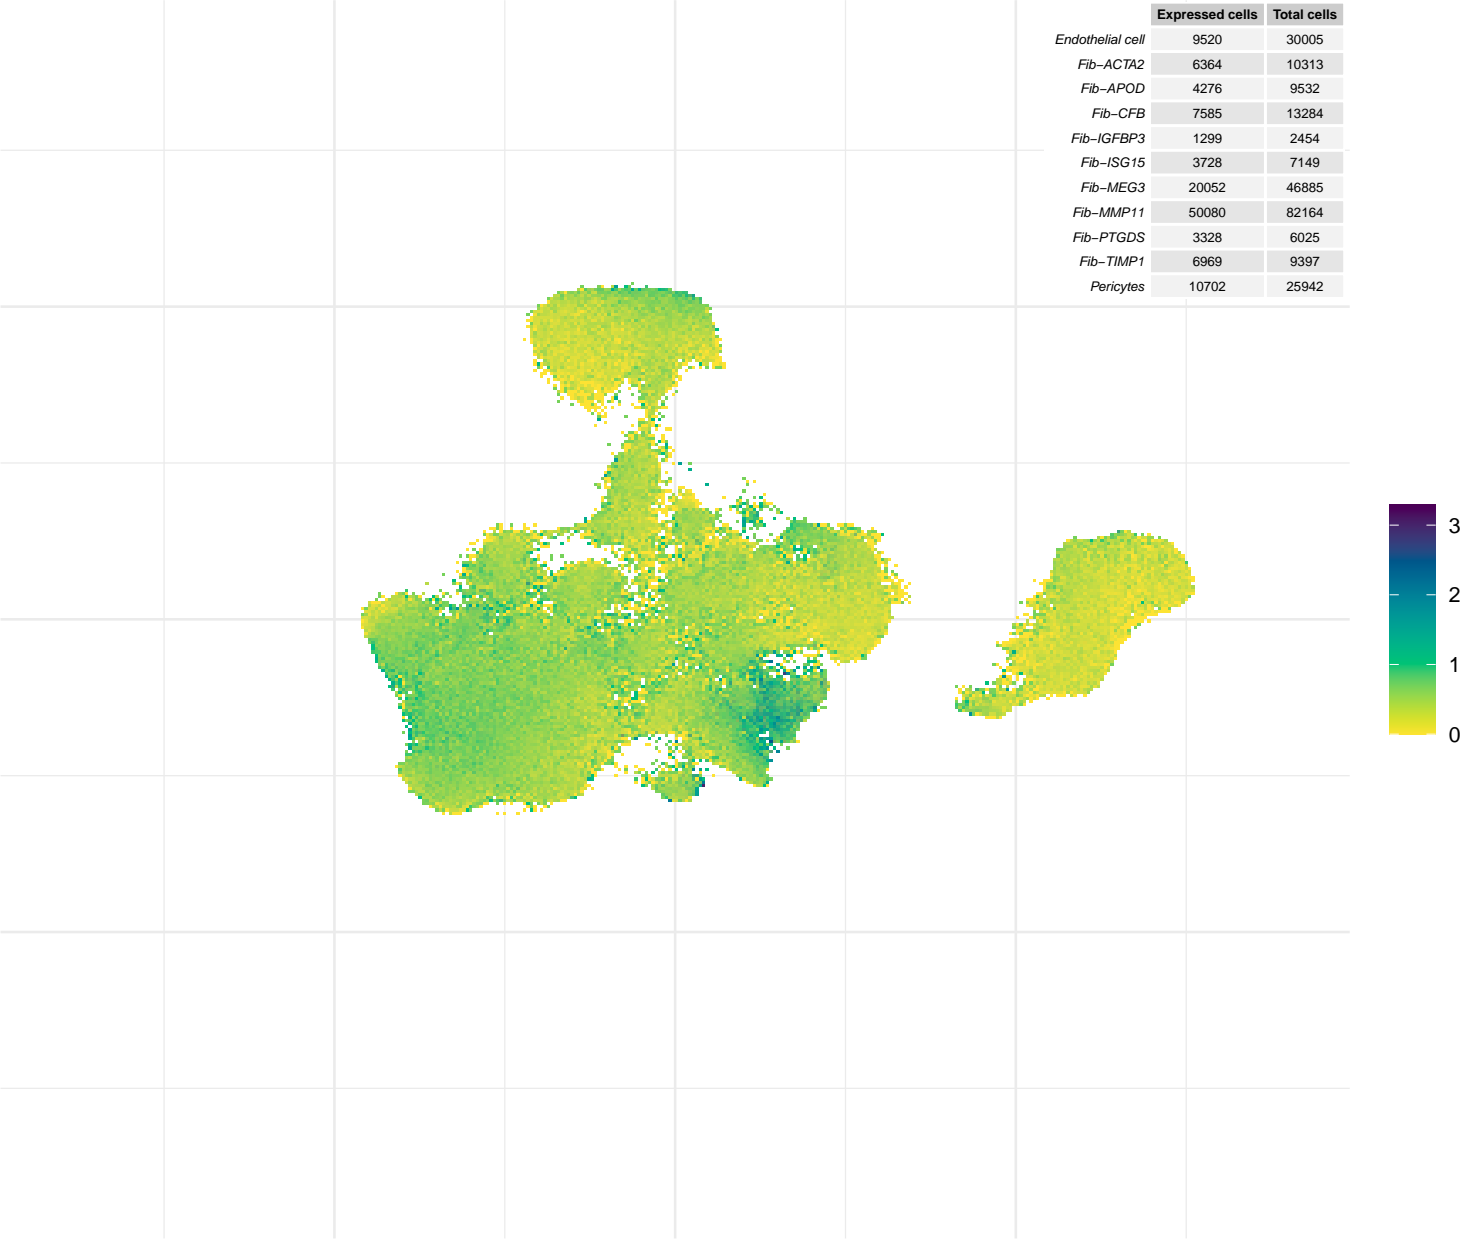 Expressed cells Total cells
Endothelial cell 9520 30005
Fib−ACTA2 6364 10313
Fib−APOD 4276 9532
Fib−CFB 7585 13284
Fib−IGFBP3 1299 2454
Fib−ISG15 3728 7149
Fib−MEG3 20052 46885
Fib−MMP11 50080 82164
Fib−PTGDS 3328 6025
Fib−TIMP1 6969 9397
Pericytes 10702 25942
3
2
1
0